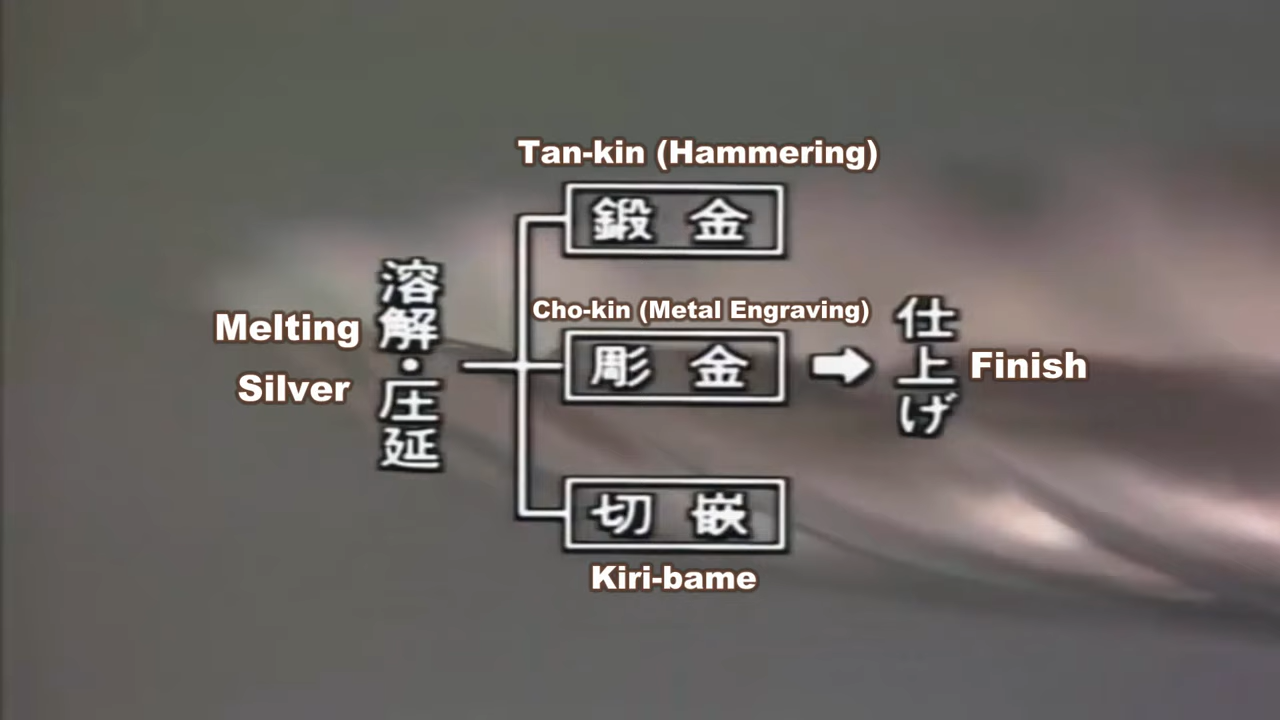 Tan-kin (Hammering)
鍛金
溶解・圧延
Melting
Silver
Cho-kin (Metal Engraving)
彫金
仕上げ
Finish
切嵌
Kiri-bame